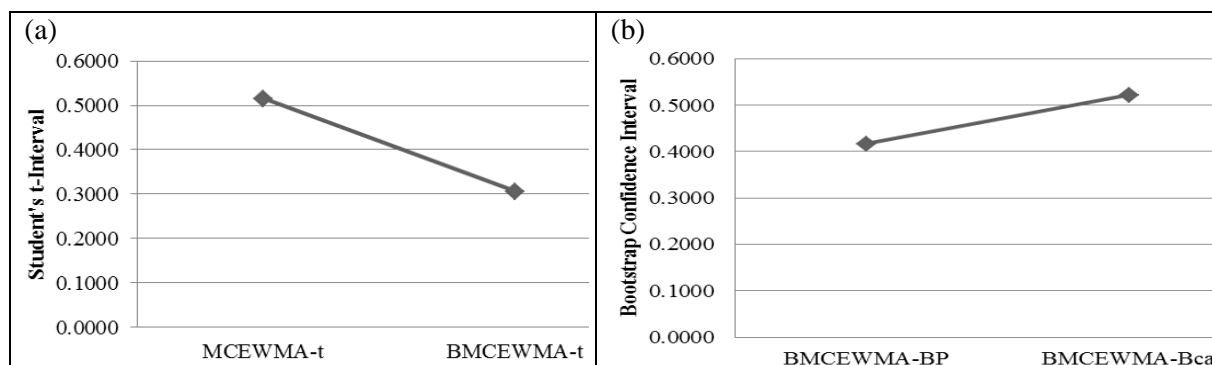 (a)
Student's t-Interval
0.6000
0.5000
0.4000
0.3000
0.2000
0.1000
0.0000
MCEWMA-t BMCEWMA-t
(b)
Bootstrap Confidence Interval
0.6000
0.5000
0.4000
0.3000
0.2000
0.1000
0.0000
BMCEWMA-BP BMCEWMA-Bca